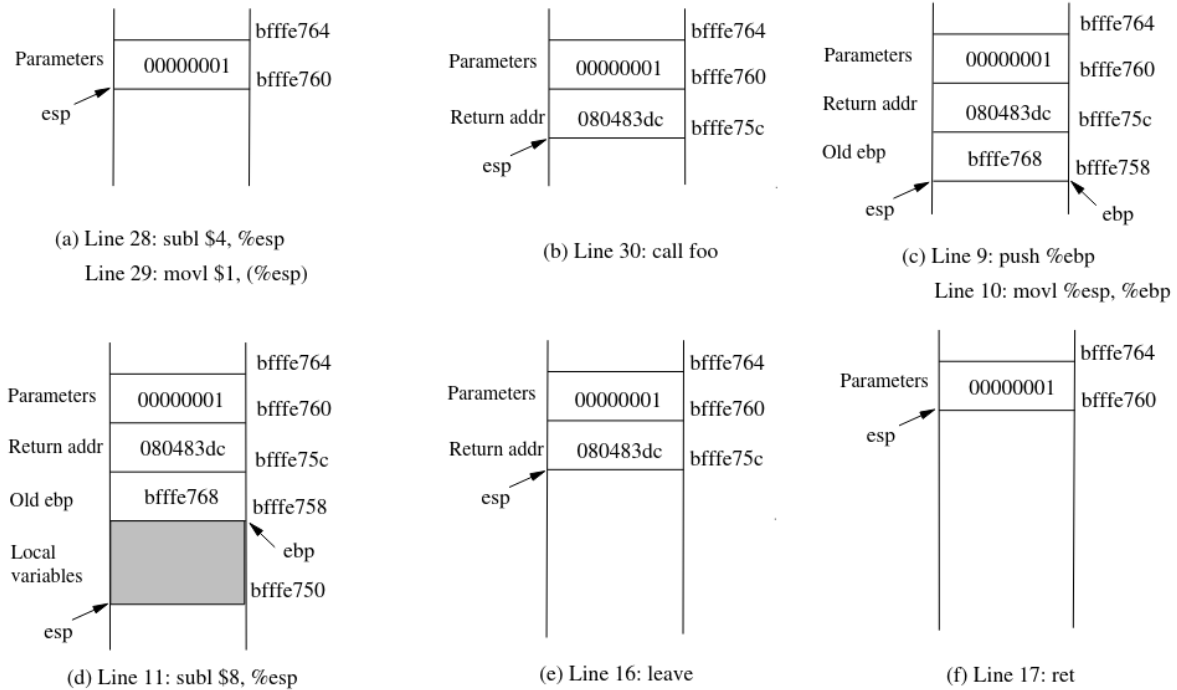 bfffe764
Parameters
00000001
bfffe760
esp
(a) Line 28: subl $4, %esp
Line 29: movl $1, (%esp)
bfffe764
Parameters
00000001
bfffe760
Return addr
080483dc
bfffe75c
esp
(b) Line 30: call foo
bfffe764
Parameters
00000001
bfffe760
Return addr
080483dc
bfffe75c
Old ebp
bfffe768
bfffe758
esp
ebp
(c) Line 9: push %ebp
Line 10: movl %esp, %ebp
bfffe764
Parameters
00000001
bfffe760
Return addr
080483dc
bfffe75c
Old ebp
bfffe768
bfffe758
ebp
Local
variables
bfffe750
esp
(d) Line 11: subl $8, %esp
bfffe764
Parameters
00000001
bfffe760
Return addr
080483dc
bfffe75c
esp
(e) Line 16: leave
bfffe764
Parameters
00000001
bfffe760
esp
(f) Line 17: ret